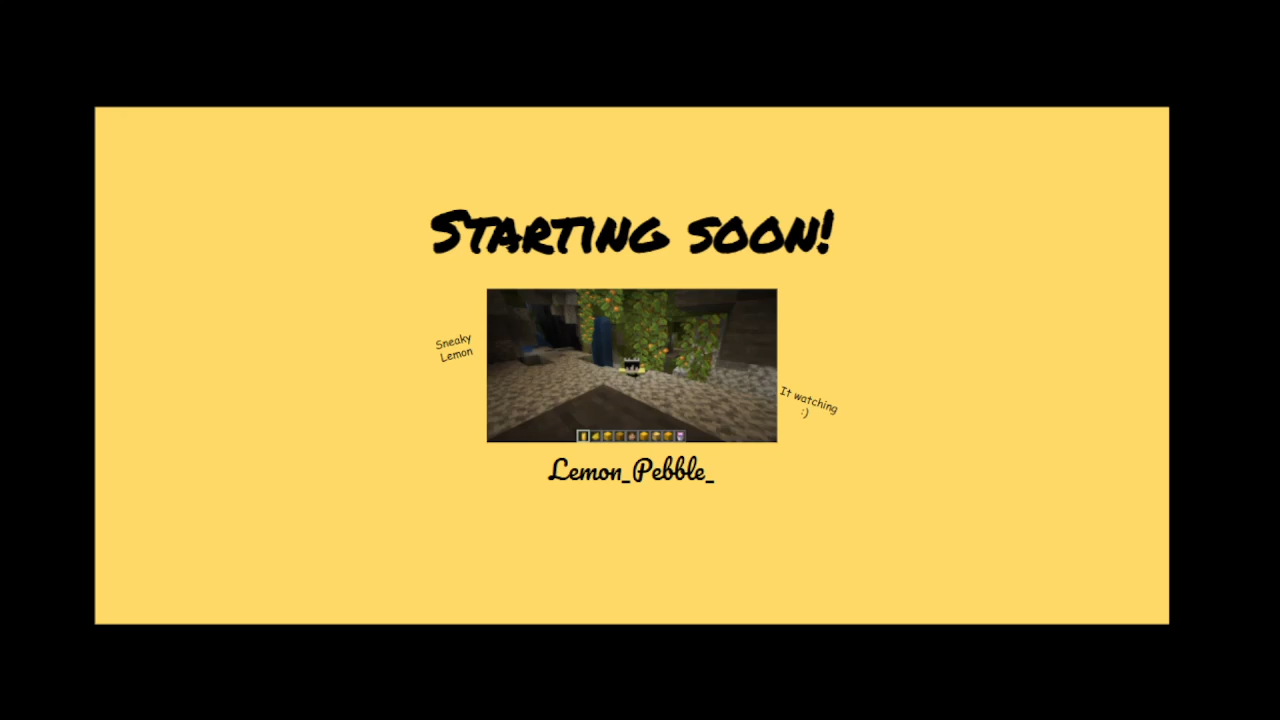 Starting soon!
Sneaky
Lemon
It watching
:)
Lemon_Pebble_